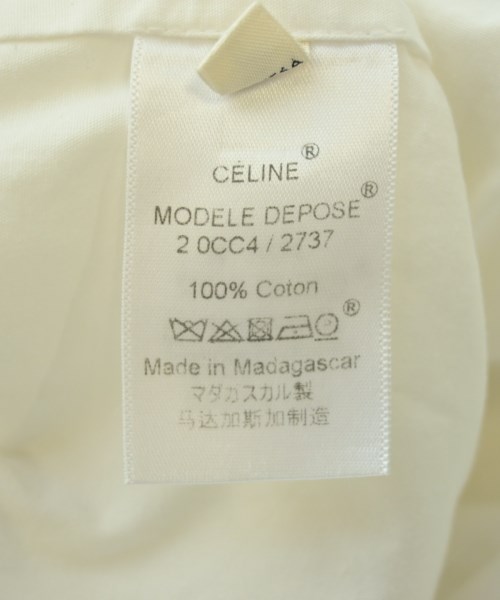 CÉLINE®
MODELE DEPOSE®
2 0CC4 / 2737
100% Coton
®
Made in Madagascar
マダガスカル製
马达加斯加制造